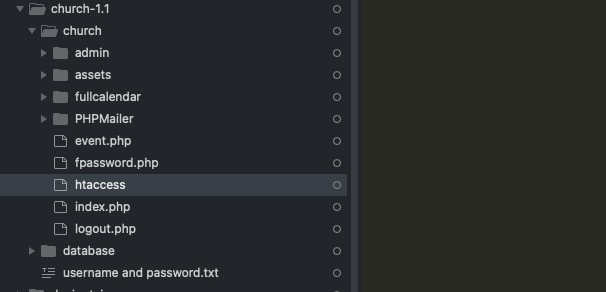 church-1.1
church
admin
assets
fullcalendar
PHPMailer
event.php
fpassword.php
htaccess
index.php
logout.php
database
username and password.txt